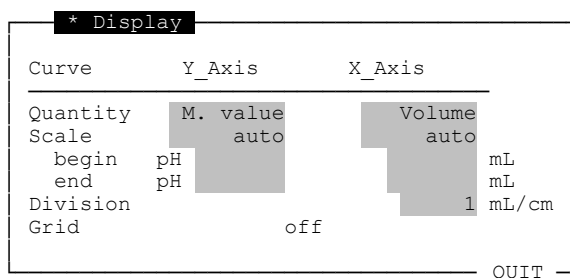 * Display
Curve Y_Axis X_Axis
Quantity M. value Volume
Scale auto auto
begin pH mL
end pH mL
Division 1 mL/cm
Grid off
QUIT